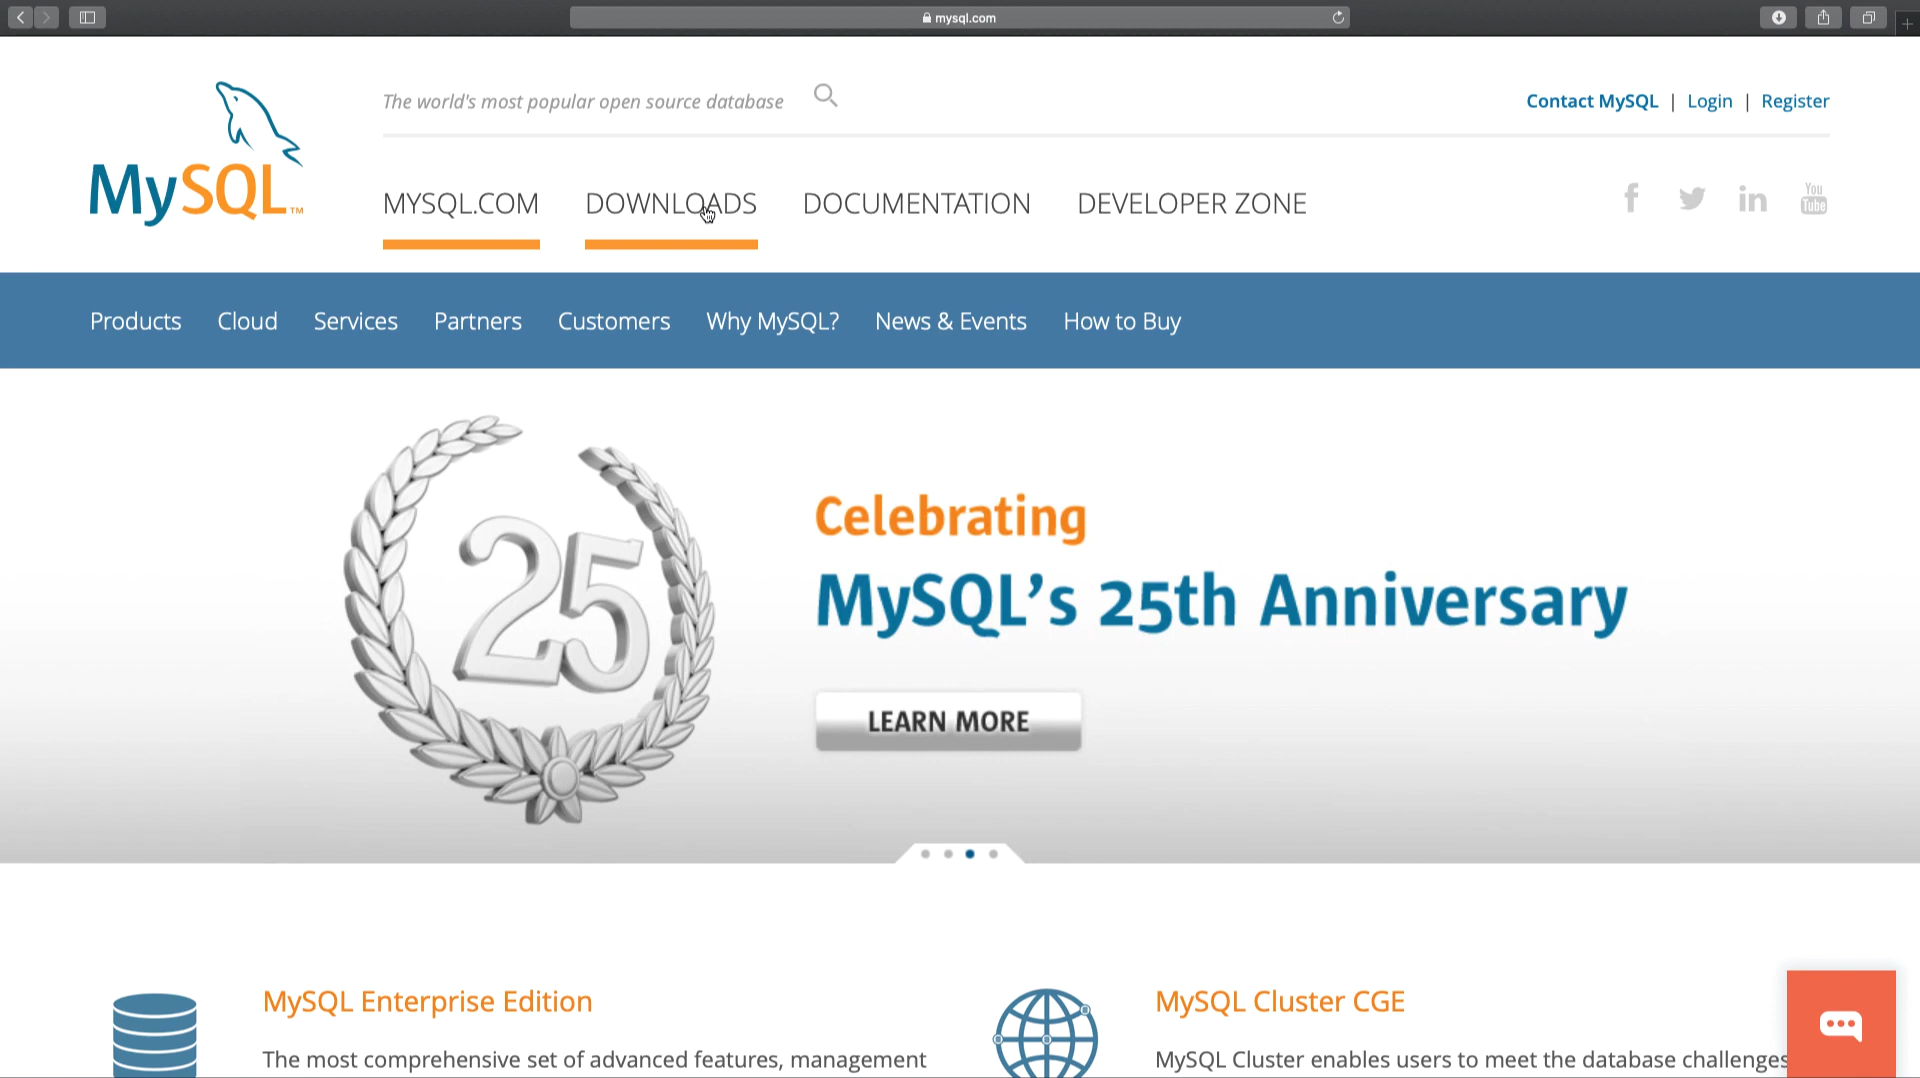 mysql.com
The world's most popular open source database
Contact MySQL | Login | Register
MySQL™
MYSQL.COM DOWNLOADS DOCUMENTATION DEVELOPER ZONE
You
Tube
Products Cloud Services Partners Customers Why MySQL? News & Events How to Buy
25
Celebrating
MySQL's 25th Anniversary
LEARN MORE
MySQL Enterprise Edition
The most comprehensive set of advanced features, management
MySQL Cluster CGE
MySQL Cluster enables users to meet the database challenges